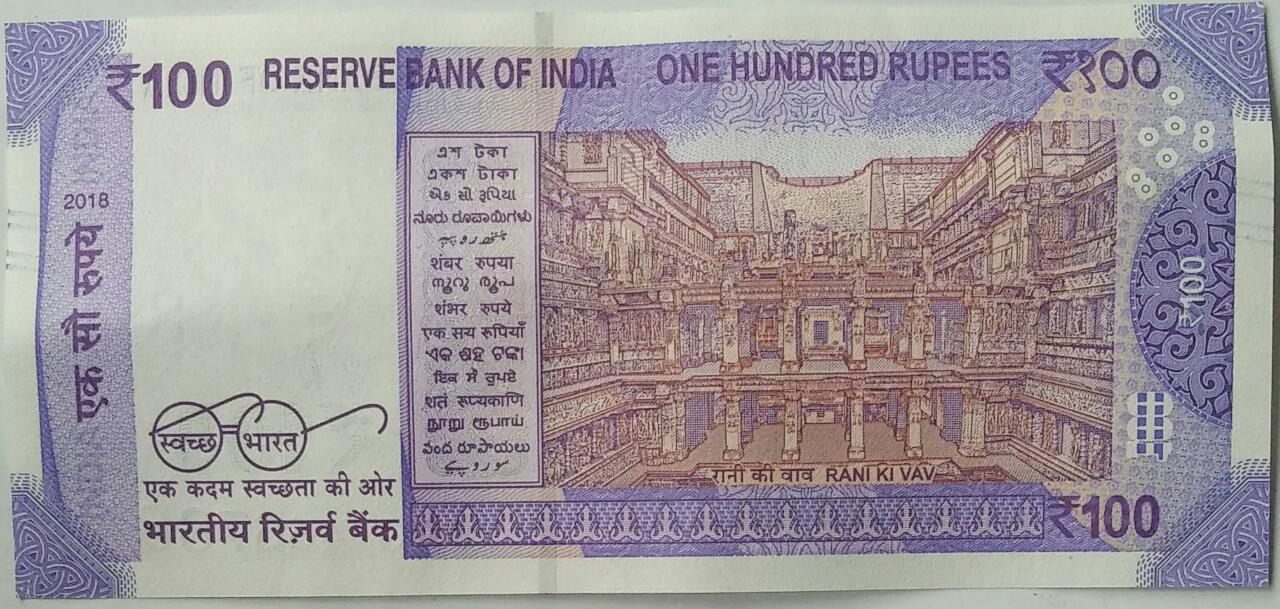 ₹100 RESERVE BANK OF INDIA ONE HUNDRED RUPEES ₹१००
2018
एक सौ रुपये
এশ টকা
একশ টাকা
એક સો રૂપિયા
ನೂರು ರೂಪಾಯಿಗಳು
شंबर रुपया
ന‍ൂറു രൂപ
शंभर रुपये
एक सय रुपियाँ
ଏକ ଶହ ଟଙ୍କା
ਇਕ ਸੌ ਰੁਪਏ
शतं रूप्यकाणि
நூறு ரூபாய்
వంద రూపాయలు
سو روپیے
₹100
स्वच्छ भारत
एक कदम स्वच्छता की ओर
भारतीय रिज़र्व बैंक
रानी की वाव RANI KI VAV
₹100